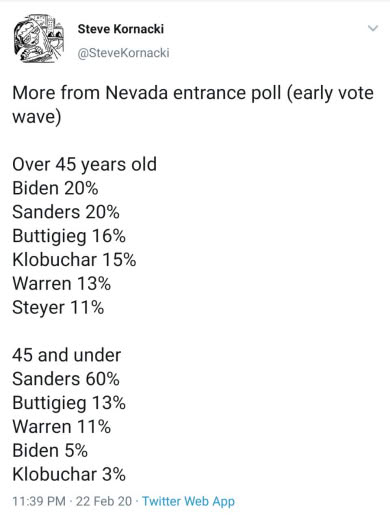 Steve Kornacki
@SteveKornacki
More from Nevada entrance poll (early vote
wave)
Over 45 years old
Biden 20%
Sanders 20%
Buttigieg 16%
Klobuchar 15%
Warren 13%
Steyer 11%
45 and under
Sanders 60%
Buttigieg 13%
Warren 11%
Biden 5%
Klobuchar 3%
11:39 PM · 22 Feb 20 · Twitter Web App